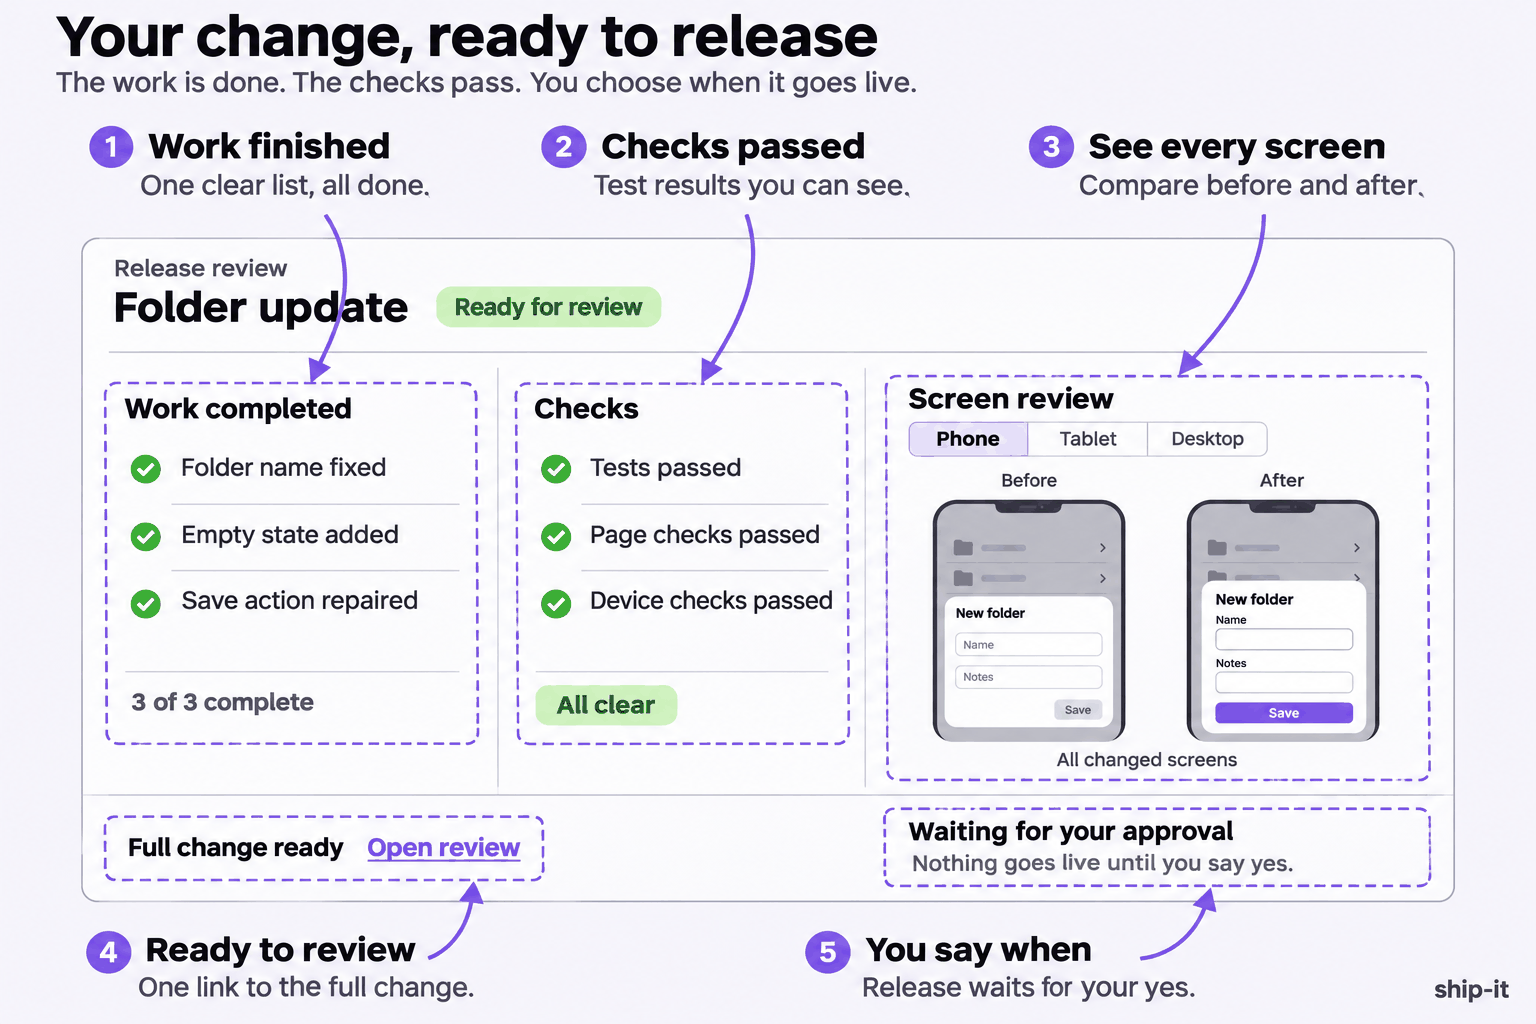 Your change, ready to release
The work is done. The checks pass. You choose when it goes live.
1 Work finished
One clear list, all done.
2 Checks passed
Test results you can see.
3 See every screen
Compare before and after.
Release review
Folder update
Ready for review
Work completed
Folder name fixed
Empty state added
Save action repaired
3 of 3 complete
Checks
Tests passed
Page checks passed
Device checks passed
All clear
Screen review
Phone Tablet Desktop
Before
New folder
Name
Notes
Save
After
New folder
Name
Notes
Save
All changed screens
Full change ready Open review
Waiting for your approval
Nothing goes live until you say yes.
4 Ready to review
One link to the full change.
5 You say when
Release waits for your yes.
ship-it